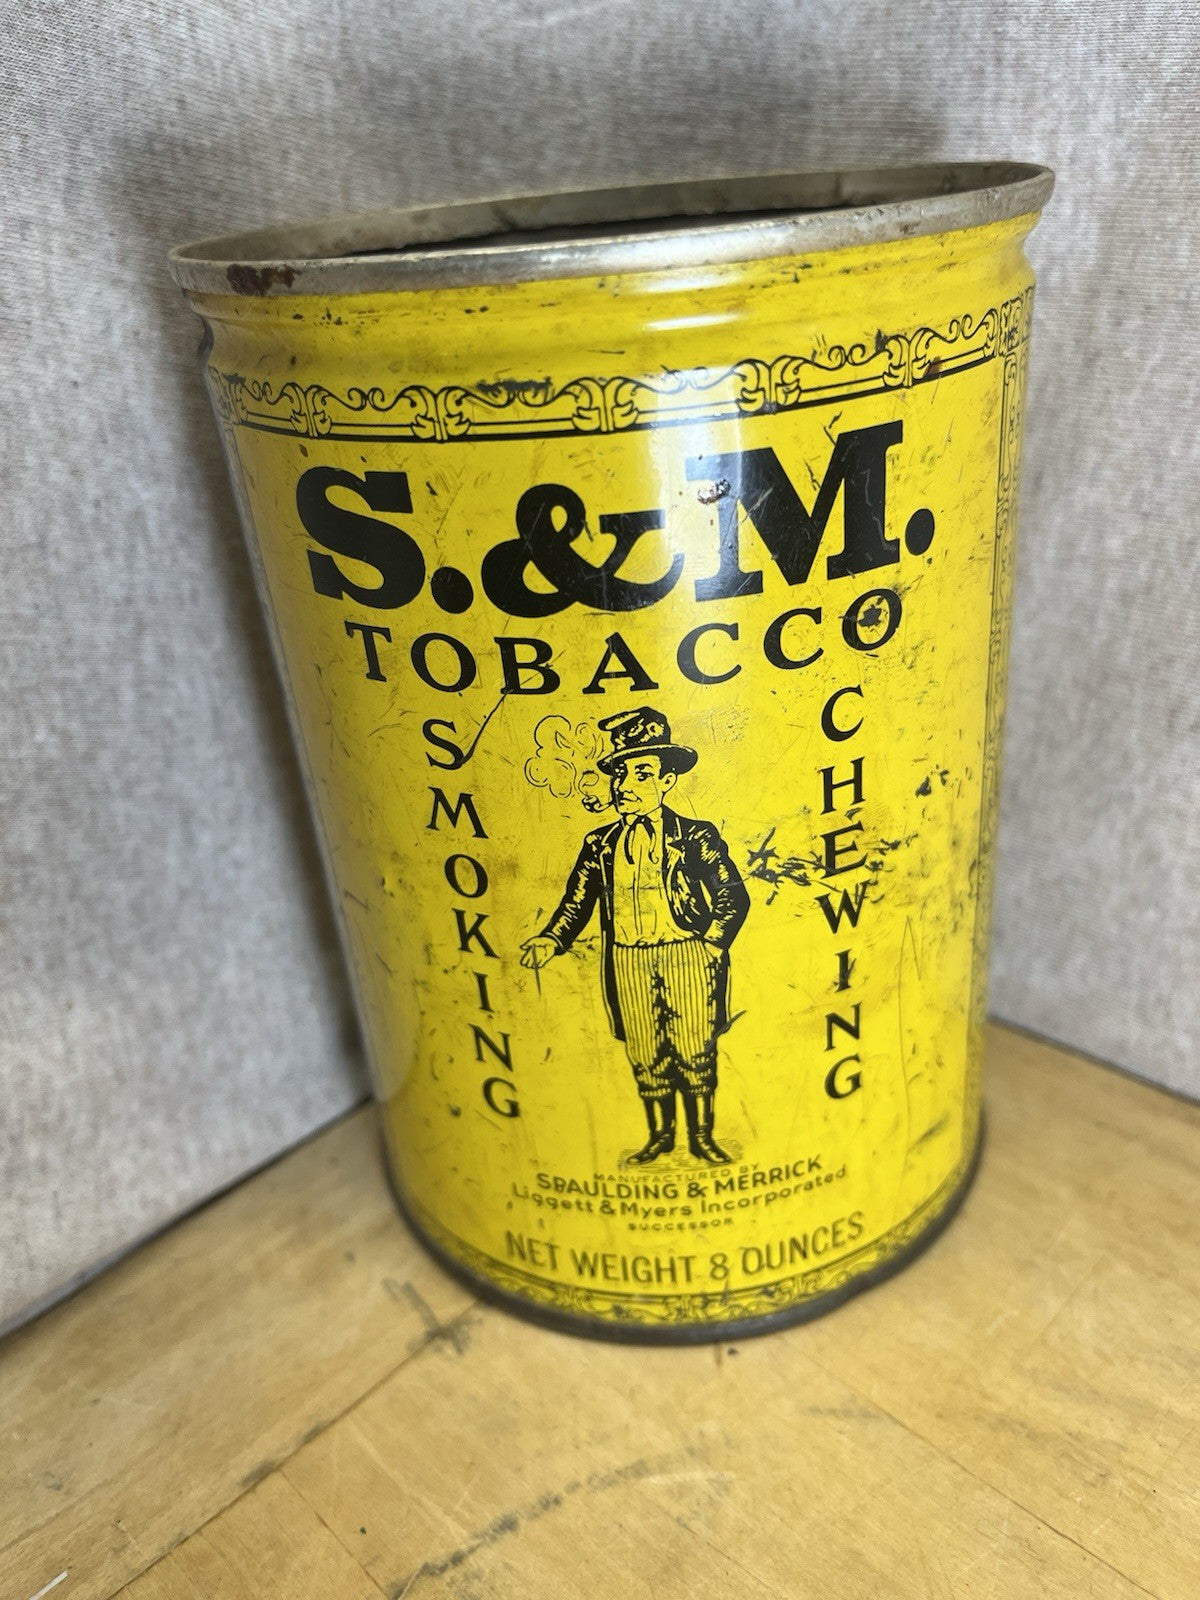 S.&M.
TOBACCO
SMOKING
CHEWING
MANUFACTURED BY
SPAULDING & MERRICK
Liggett & Myers Incorporated
SUCCESSOR
NET WEIGHT 8 OUNCES